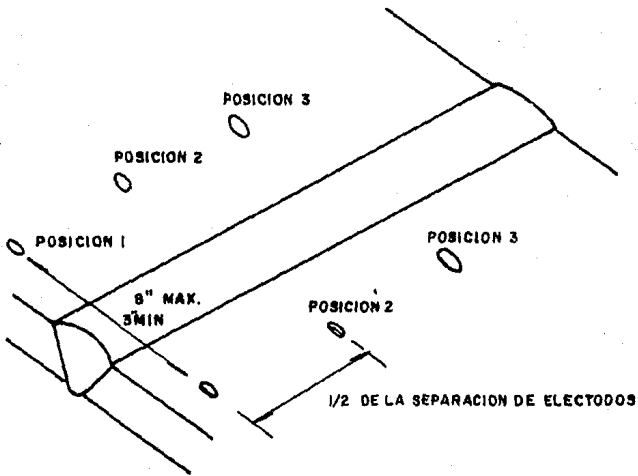 POSICION 3
POSICION 2
POSICION 1
POSICION 3
8" MAX.
3"MIN
POSICION 2
1/2 DE LA SEPARACION DE ELECTODOS